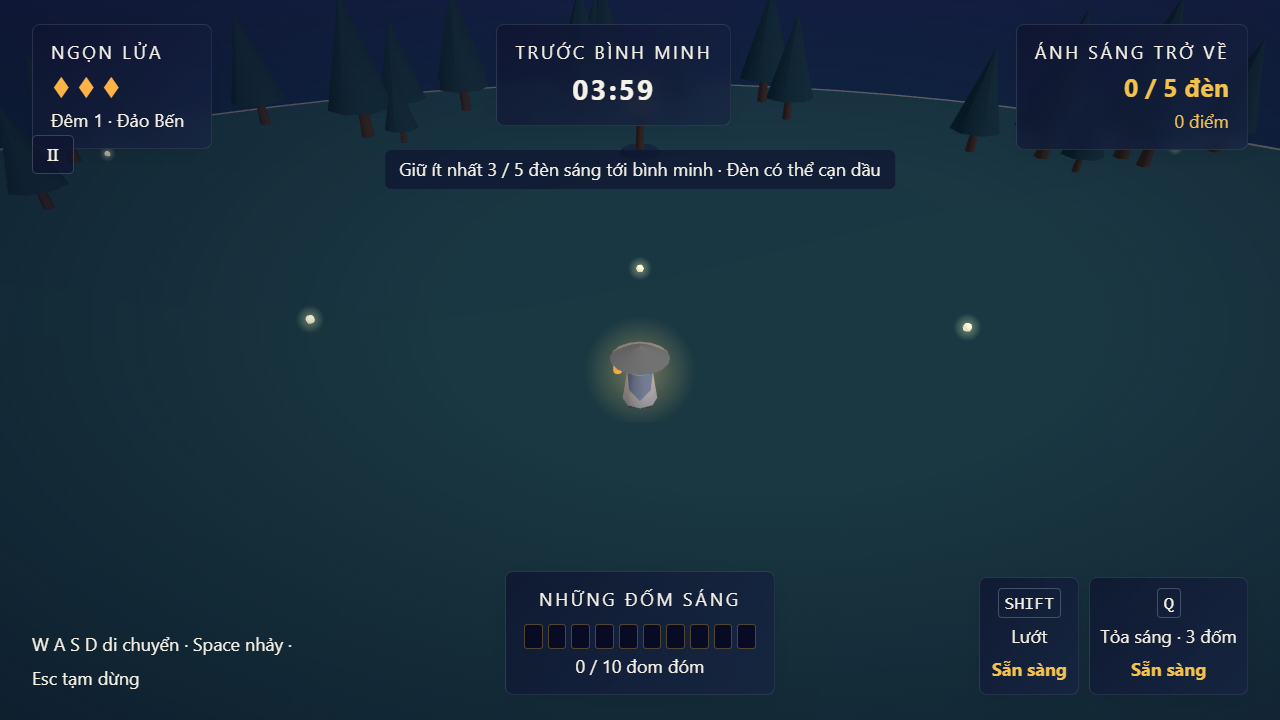 NGỌN LỬA
Đêm 1 · Đảo Bến
II
TRƯỚC BÌNH MINH
03:59
ÁNH SÁNG TRỞ VỀ
0 / 5 đèn
0 điểm
Giữ ít nhất 3 / 5 đèn sáng tới bình minh · Đèn có thể cạn dầu
W A S D di chuyển · Space nhảy ·
Esc tạm dừng
NHỮNG ĐỐM SÁNG
0 / 10 đom đóm
SHIFT
Lướt
Sẵn sàng
Q
Tỏa sáng · 3 đốm
Sẵn sàng